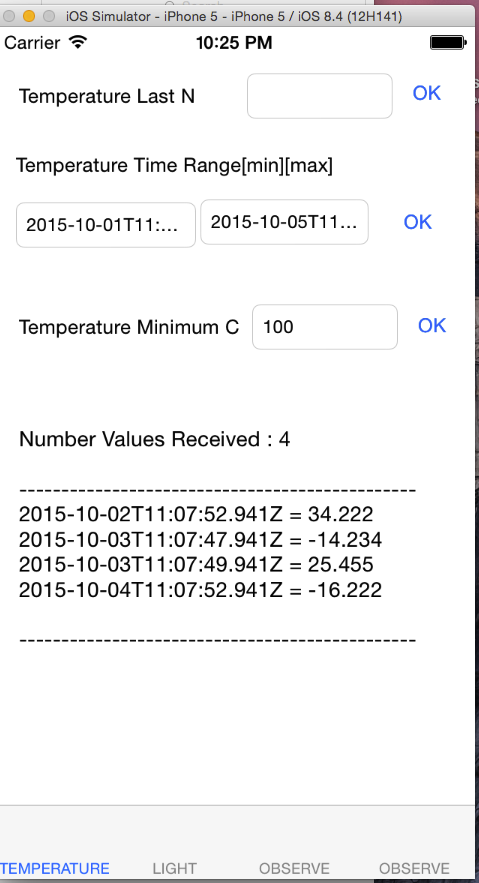 iOS Simulator - iPhone 5 - iPhone 5 / iOS 8.4 (12H141)
Carrier 10:25 PM
Temperature Last N OK
Temperature Time Range[min][max]
2015-10-01T11:... 2015-10-05T11... OK
Temperature Minimum C 100 OK
Number Values Received : 4
-----------------------------------------------
2015-10-02T11:07:52.941Z = 34.222
2015-10-03T11:07:47.941Z = -14.234
2015-10-03T11:07:49.941Z = 25.455
2015-10-04T11:07:52.941Z = -16.222
-----------------------------------------------
TEMPERATURE LIGHT OBSERVE OBSERVE